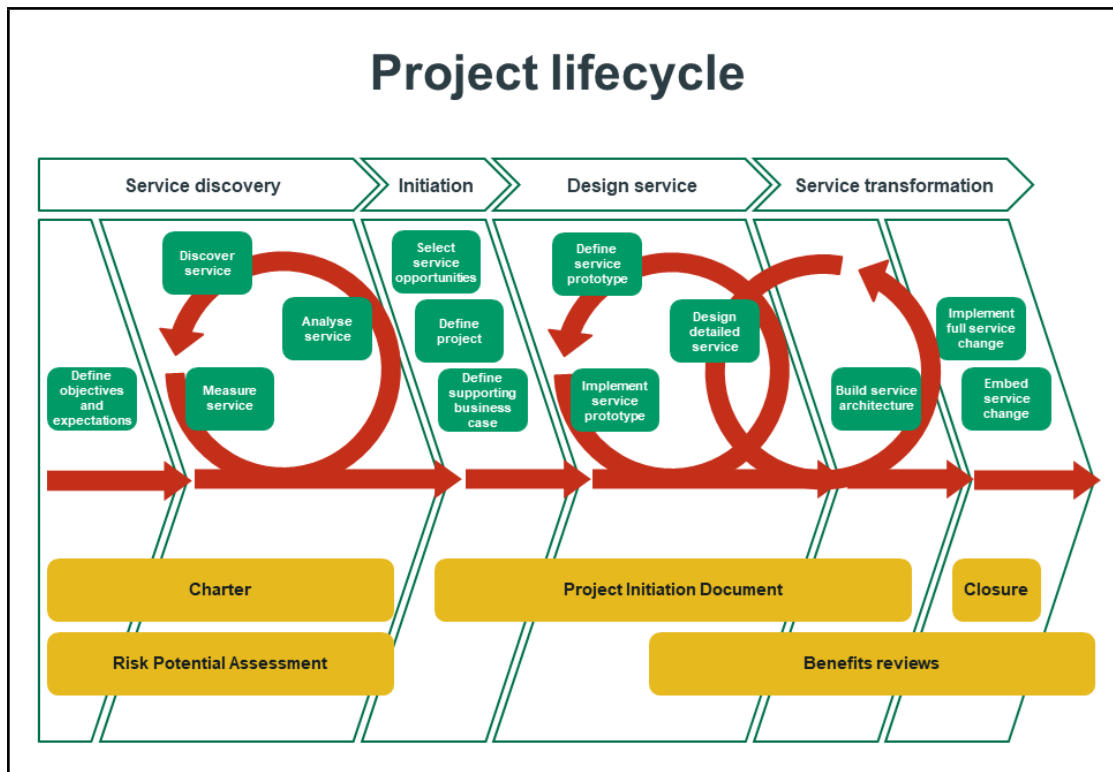 Project lifecycle
Service discovery
Initiation
Design service
Service transformation
Discover
service
Analyse
service
Measure
service
Define
objectives
and
expectations
Select
service
opportunities
Define
project
Define
supporting
business
case
Define
service
prototype
Design
detailed
service
Implement
service
prototype
Build service
architecture
Implement
full service
change
Embed
service
change
Charter
Project Initiation Document
Closure
Risk Potential Assessment
Benefits reviews